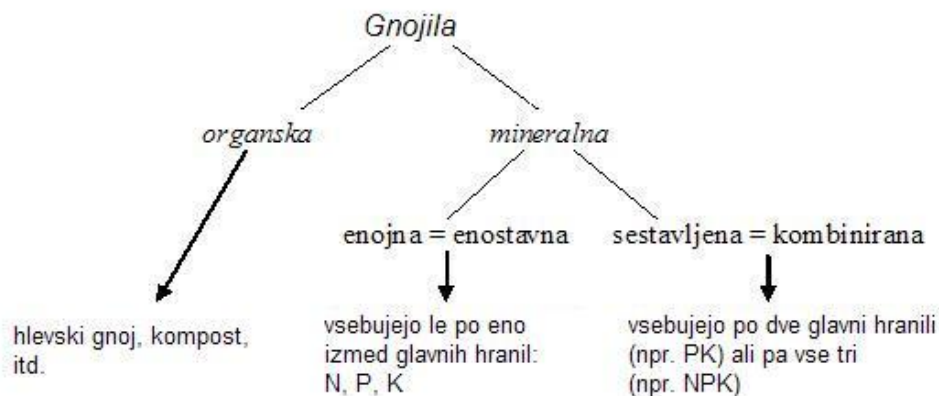 Gnojila
organska
mineralna
enojna = enostavna
sestavljena = kombinirana
hlevski gnoj, kompost,
itd.
vsebujejo le po eno
izmed glavnih hranil:
N, P, K
vsebujejo po dve glavni hranili
(npr. PK) ali pa vse tri
(npr. NPK)